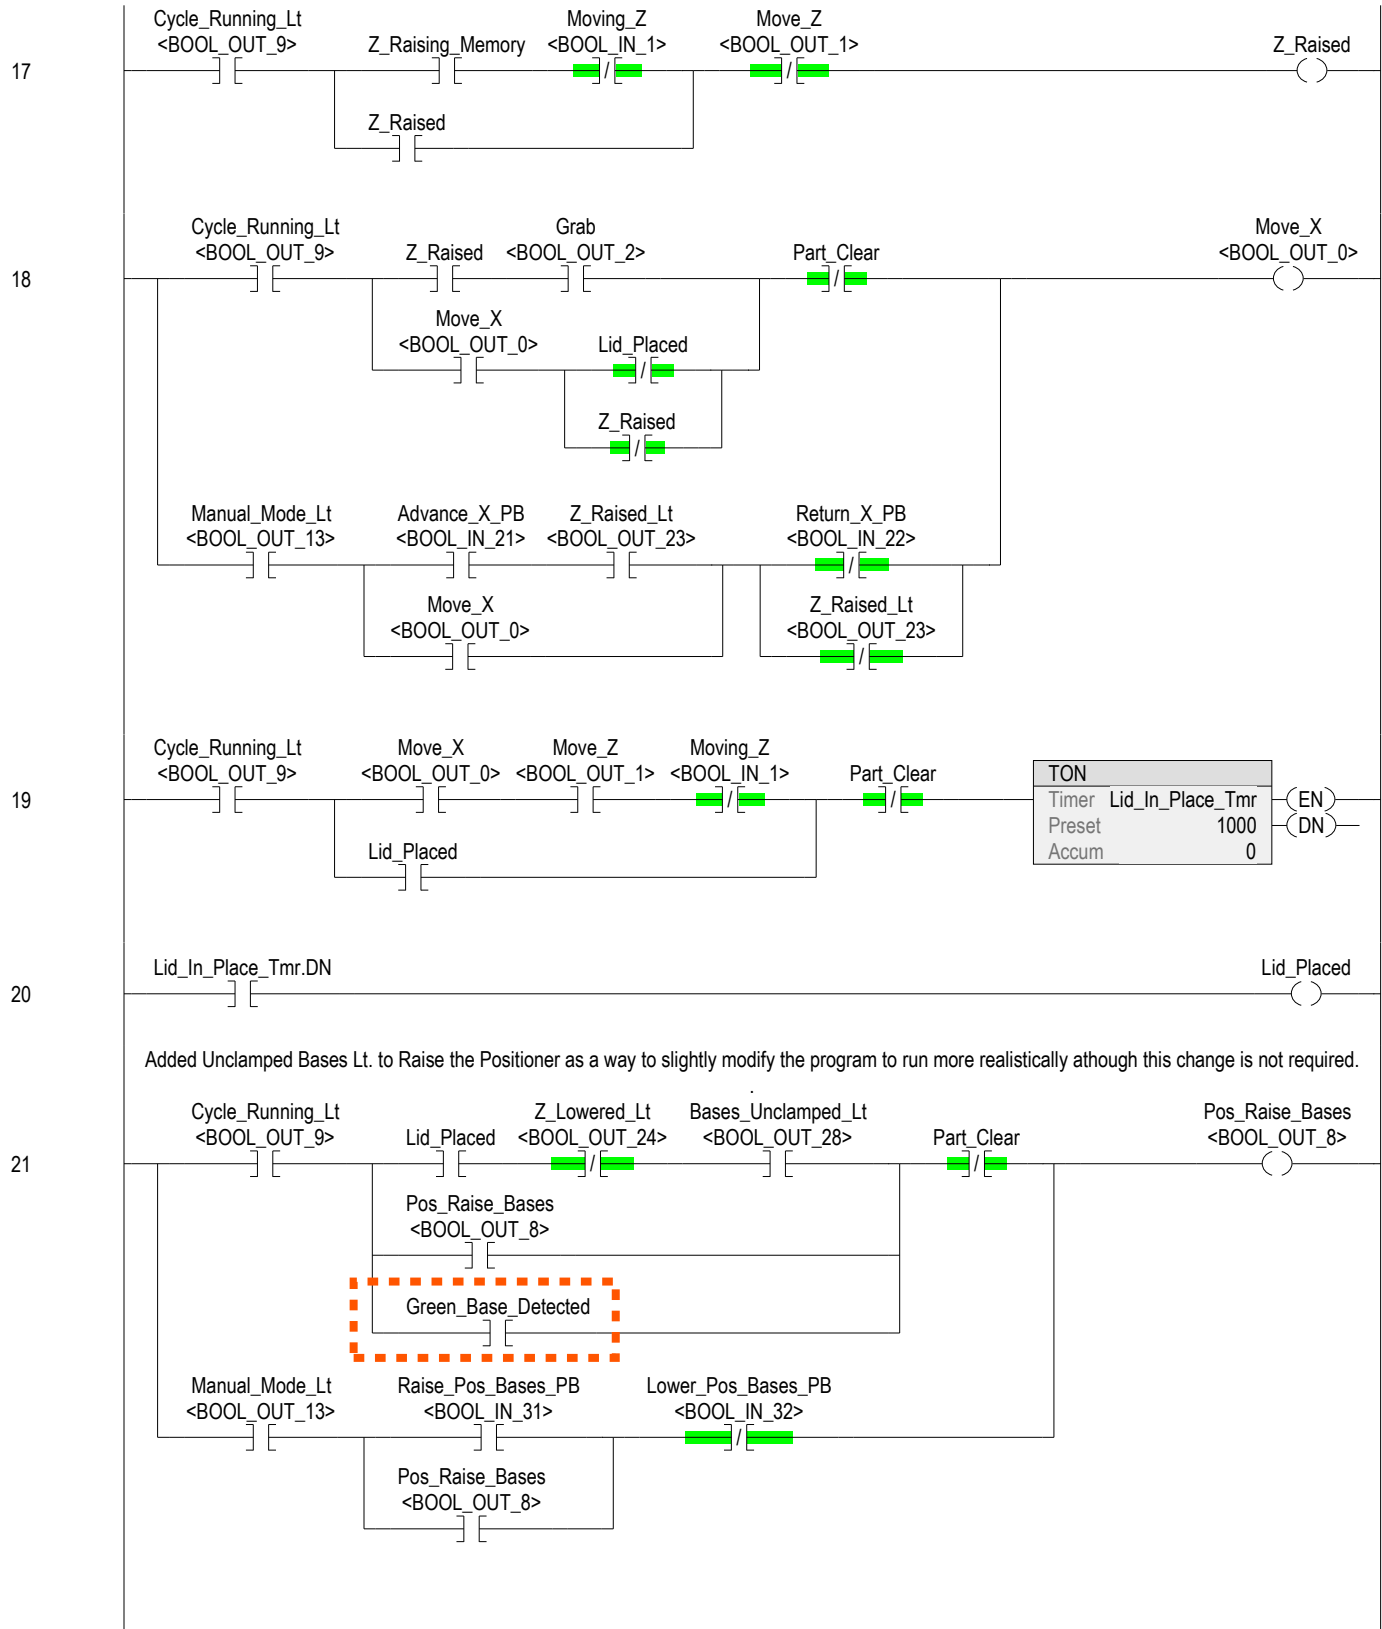 Cycle_Running_Lt Moving_Z Move_Z
<BOOL_OUT_9> Z_Raising_Memory <BOOL_IN_1> <BOOL_OUT_1> Z_Raised
17
Z_Raised
Cycle_Running_Lt Grab Move_X
<BOOL_OUT_9> Z_Raised <BOOL_OUT_2> Part_Clear <BOOL_OUT_0>
18
Move_X
<BOOL_OUT_0> Lid_Placed
Z_Raised
Manual_Mode_Lt Advance_X_PB Z_Raised_Lt Return_X_PB
<BOOL_OUT_13> <BOOL_IN_21> <BOOL_OUT_23> <BOOL_IN_22>
Move_X Z_Raised_Lt
<BOOL_OUT_0> <BOOL_OUT_23>
Cycle_Running_Lt Move_X Move_Z Moving_Z
<BOOL_OUT_9> <BOOL_OUT_0> <BOOL_OUT_1> <BOOL_IN_1> Part_Clear TON
19 Timer Lid_In_Place_Tmr EN
Preset 1000 DN
Lid_Placed Accum 0
Lid_In_Place_Tmr.DN Lid_Placed
20
Added Unclamped Bases Lt. to Raise the Positioner as a way to slightly modify the program to run more realistically athough this change is not required.
.
Cycle_Running_Lt Z_Lowered_Lt Bases_Unclamped_Lt Pos_Raise_Bases
<BOOL_OUT_9> Lid_Placed <BOOL_OUT_24> <BOOL_OUT_28> Part_Clear <BOOL_OUT_8>
21
Pos_Raise_Bases
<BOOL_OUT_8>
Green_Base_Detected
Manual_Mode_Lt Raise_Pos_Bases_PB Lower_Pos_Bases_PB
<BOOL_OUT_13> <BOOL_IN_31> <BOOL_IN_32>
Pos_Raise_Bases
<BOOL_OUT_8>